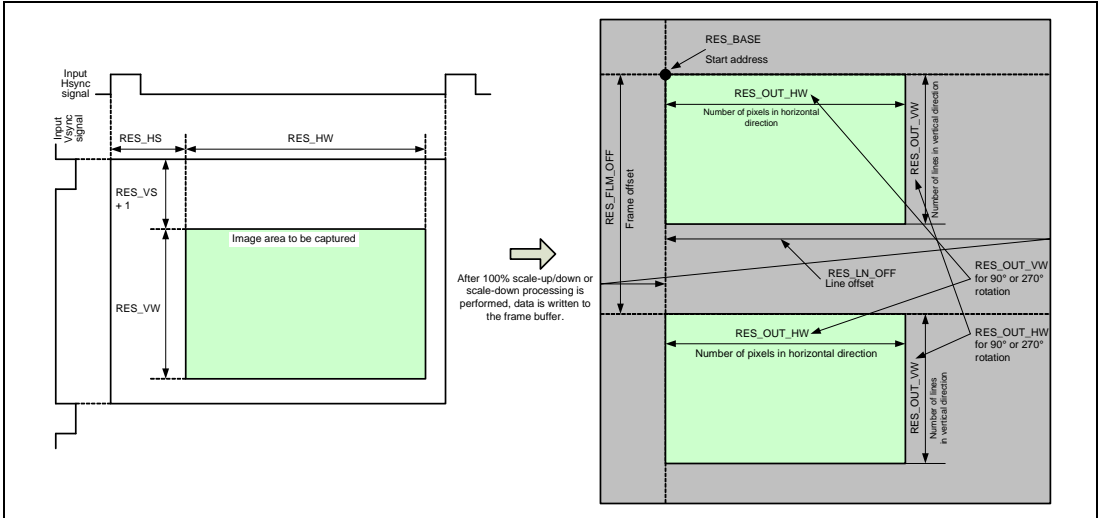 Input
Hsync
signal
Input
Vsync
signal
RES_HS
RES_HW
RES_VS
+ 1
Image area to be captured
RES_VW
After 100% scale-up/down or
scale-down processing is
performed, data is written to
the frame buffer.
RES_BASE
Start address
RES_OUT_HW
Number of pixels in horizontal
direction
RES_OUT_VW
Number of lines in vertical direction
RES_FLM_OFF
Frame offset
RES_LN_OFF
Line offset
RES_OUT_VW
for 90° or 270°
rotation
RES_OUT_HW
Number of pixels in horizontal direction
RES_OUT_VW
Number of lines
in vertical direction
RES_OUT_HW
for 90° or 270°
rotation